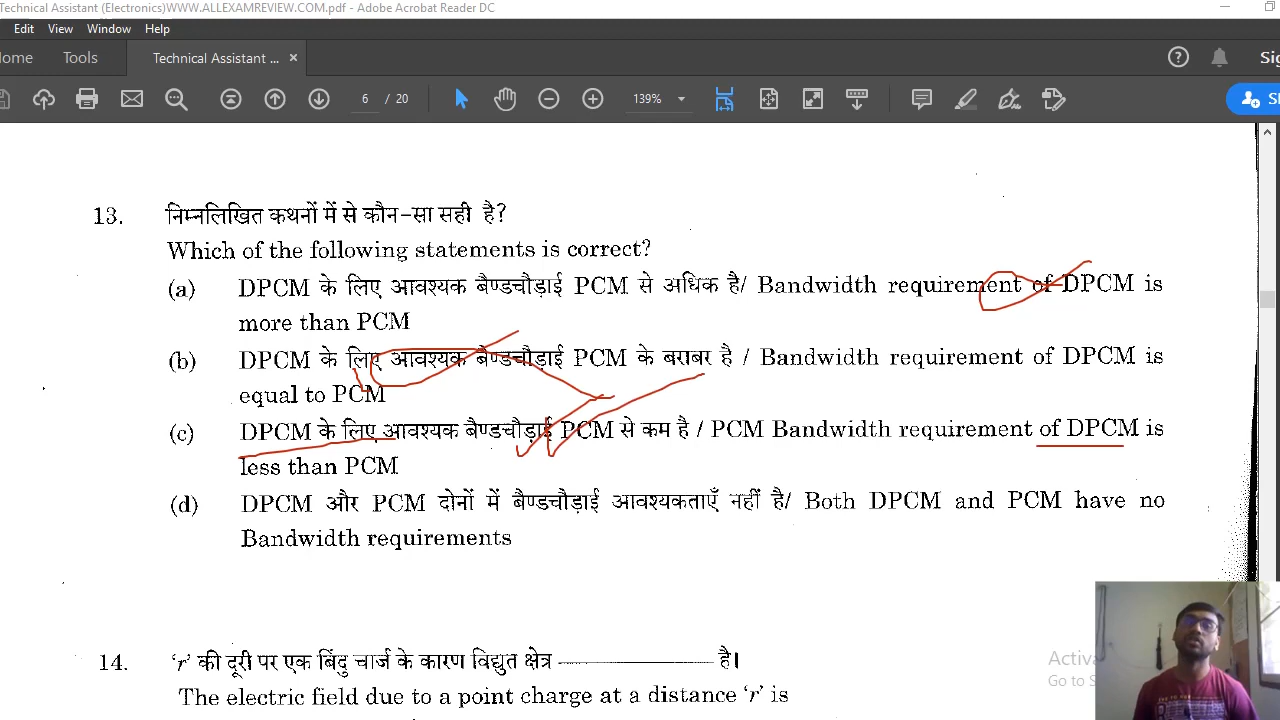 Technical Assistant (Electronics)WWW.ALLEXAMREVIEW.COM.pdf - Adobe Acrobat Reader DC
Edit View Window Help
ome Tools Technical Assistant ... × Sig
6 / 20 139%
13. निम्नलिखित कथनों में से कौन-सा सही है?
Which of the following statements is correct?
(a) DPCM के लिए आवश्यक बैण्डचौड़ाई PCM से अधिक है/ Bandwidth requirement of DPCM is
more than PCM
(b) DPCM के लिए आवश्यक बैण्डचौड़ाई PCM के बराबर है / Bandwidth requirement of DPCM is
equal to PCM
(c) DPCM के लिए आवश्यक बैण्डचौड़ाई PCM से कम है / PCM Bandwidth requirement of DPCM is
less than PCM
(d) DPCM और PCM दोनों में बैण्डचौड़ाई आवश्यकताएँ नहीं है/ Both DPCM and PCM have no
Bandwidth requirements
14. ‘r’ की दूरी पर एक बिंदु चार्ज के कारण विद्युत क्षेत्र ——— है।
The electric field due to a point charge at a distance ‘r’ is
Activa
Go to S